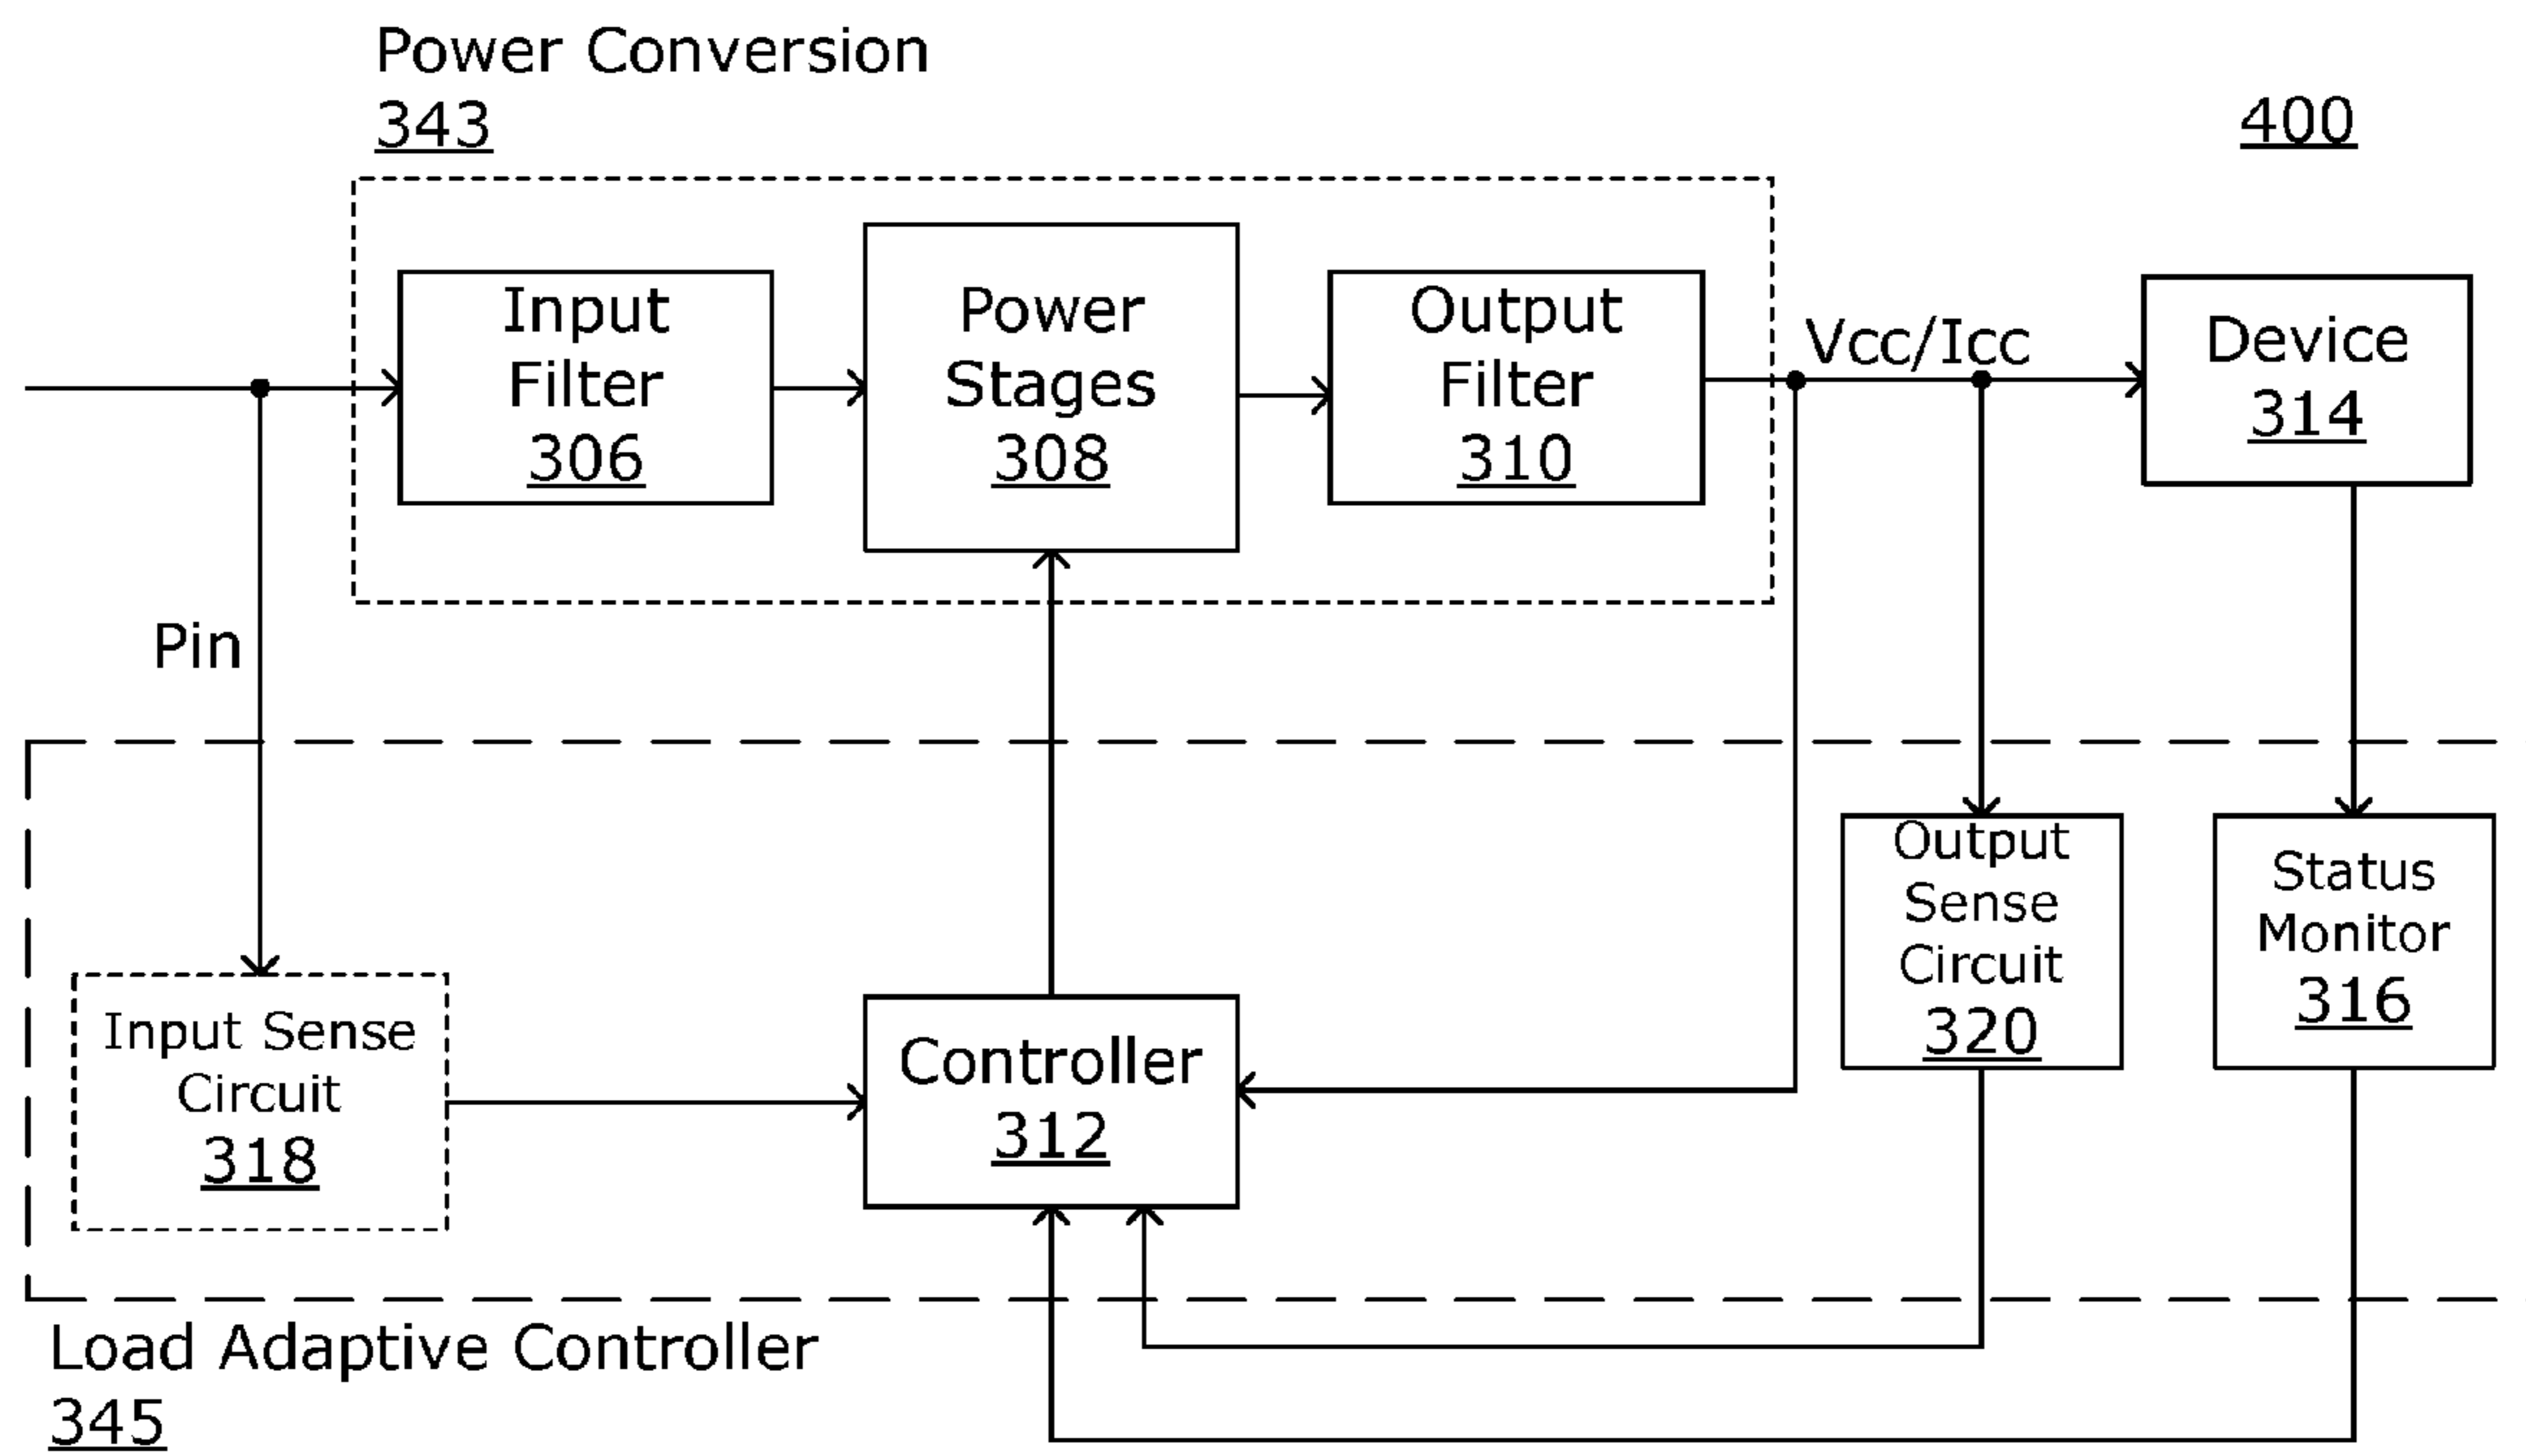 Power Conversion
343
400
Input
Filter
306
Power
Stages
308
Output
Filter
310
Vcc/Icc
Device
314
Pin
Input Sense
Circuit
318
Controller
312
Output
Sense
Circuit
320
Status
Monitor
316
Load Adaptive Controller
345